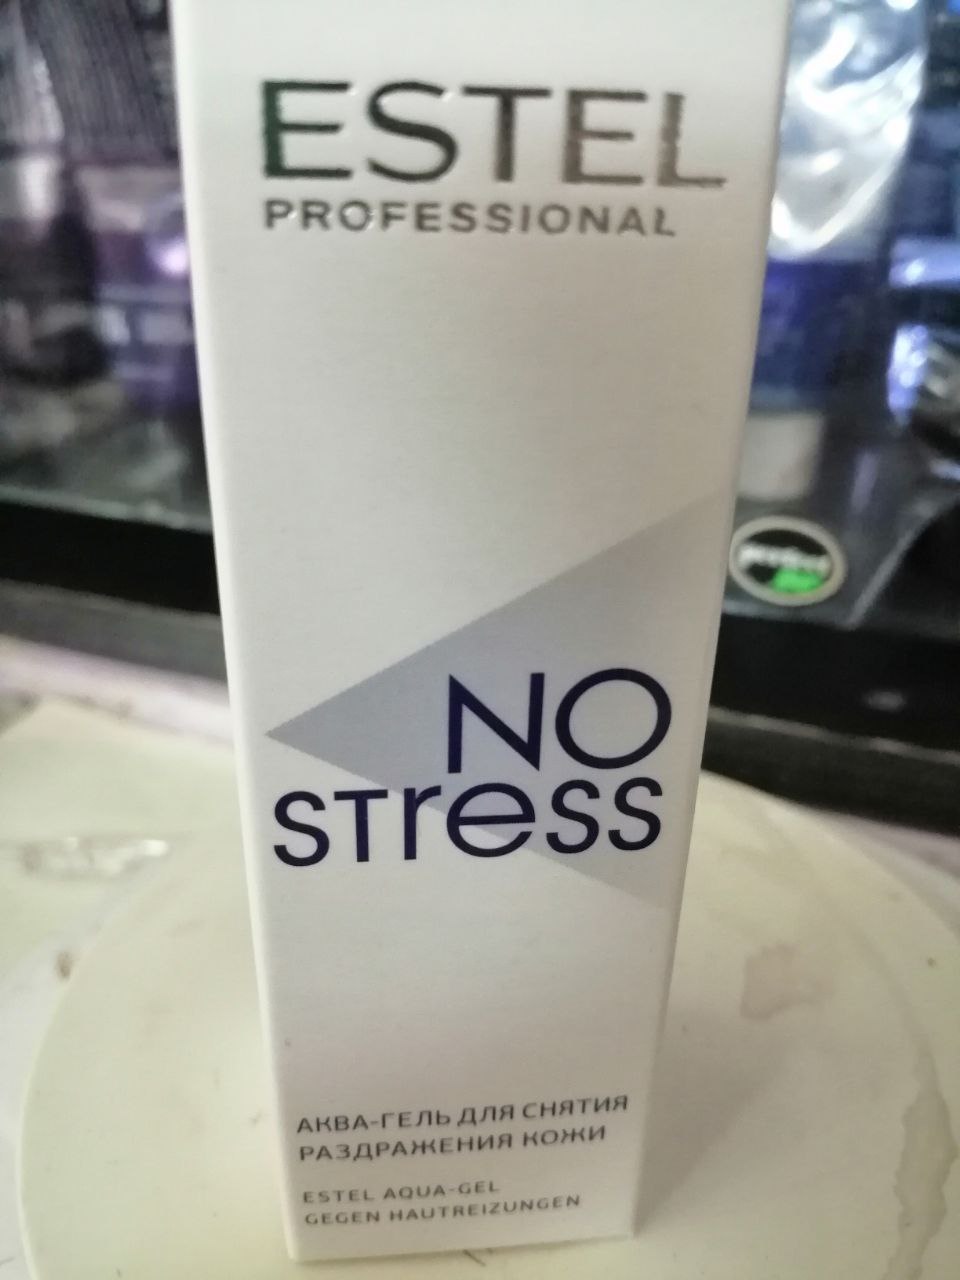 ESTEL
PROFESSIONAL
NO
STress
АКВА-ГЕЛЬ ДЛЯ СНЯТИЯ
РАЗДРАЖЕНИЯ КОЖИ
ESTEL AQUA-GEL
GEGEN HAUTREIZUNGEN